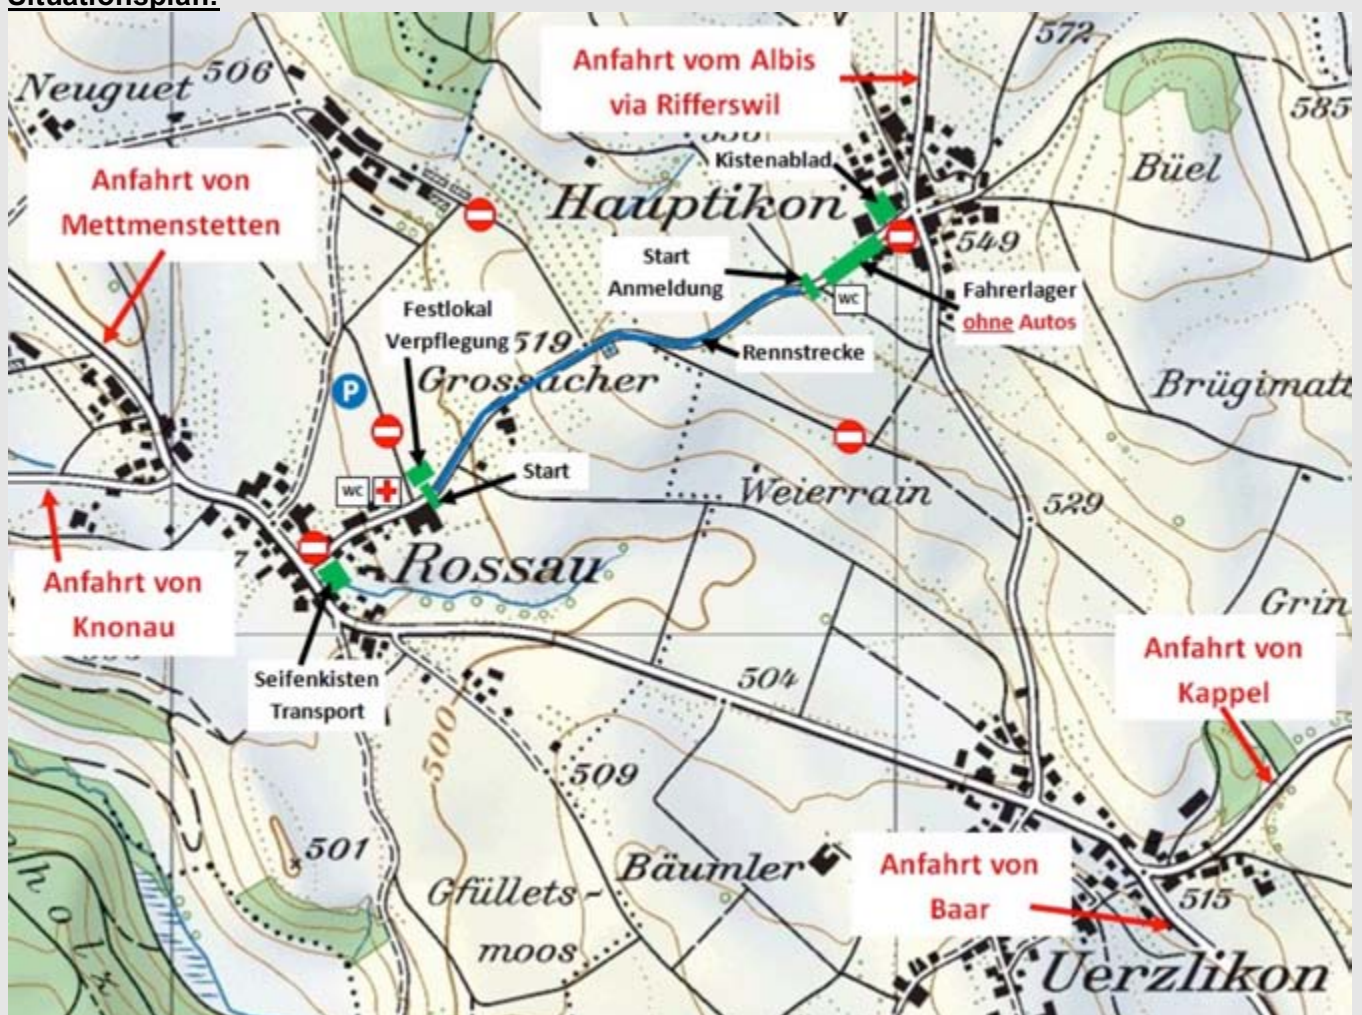 Situationsplan:
Neuguet
506
Anfahrt vom Albis
via Rifferswil
572
585
Kistenablad
Büel
Anfahrt von
Mettmenstetten
Hauptikon
549
Start
Anmeldung
WC
Fahrerlager
ohne Autos
Festlokal
Verpflegung
519
Rennstrecke
P
Grossacher
Brügimatt
Start
WC
Weierrain
529
Rossau
Anfahrt von
Knonau
Grin
Anfahrt von
Kappel
Seifenkisten
Transport
504
500
509
501
Bäumler
Anfahrt von
Baar
Gfüllets-
moos
515
Uerzlikon